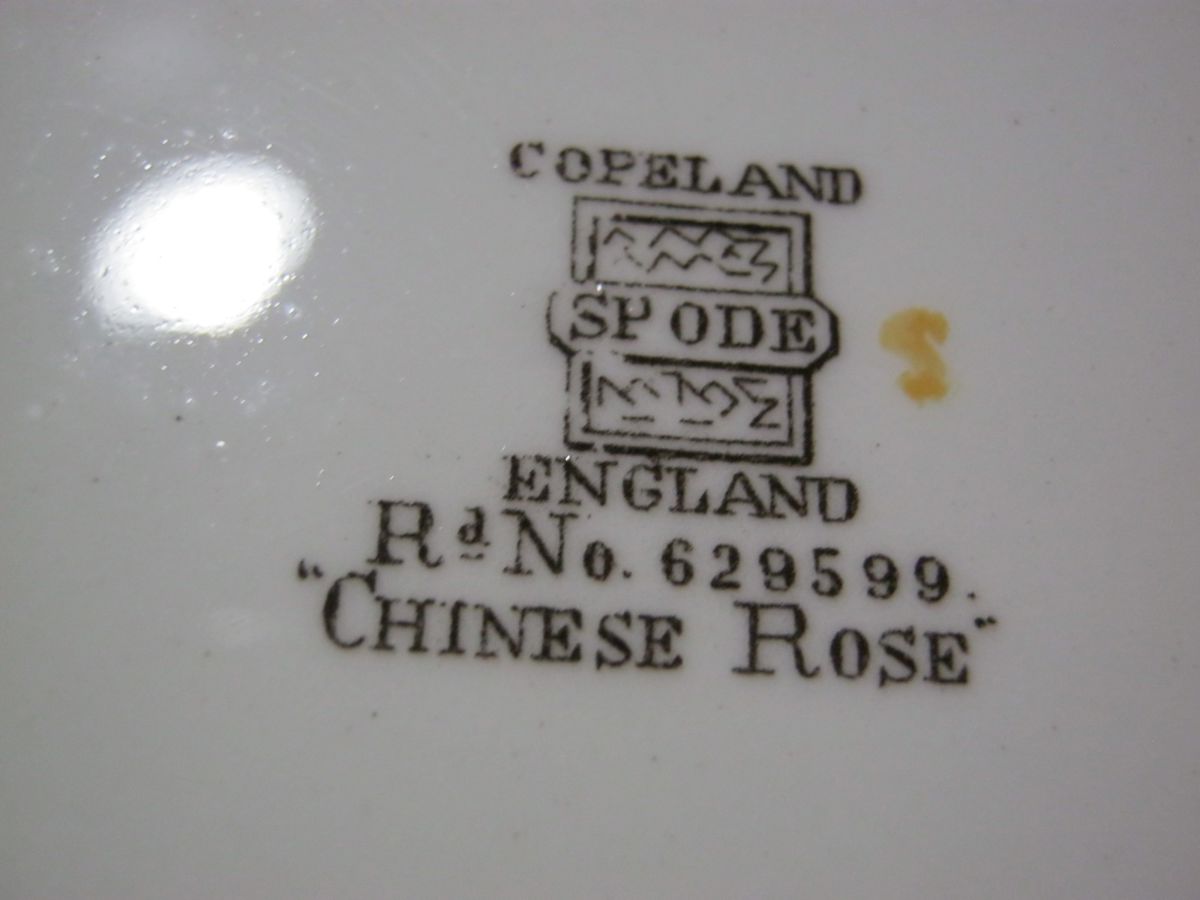 COPELAND
SPODE
S
ENGLAND
Rd No. 629599.
"CHINESE ROSE"